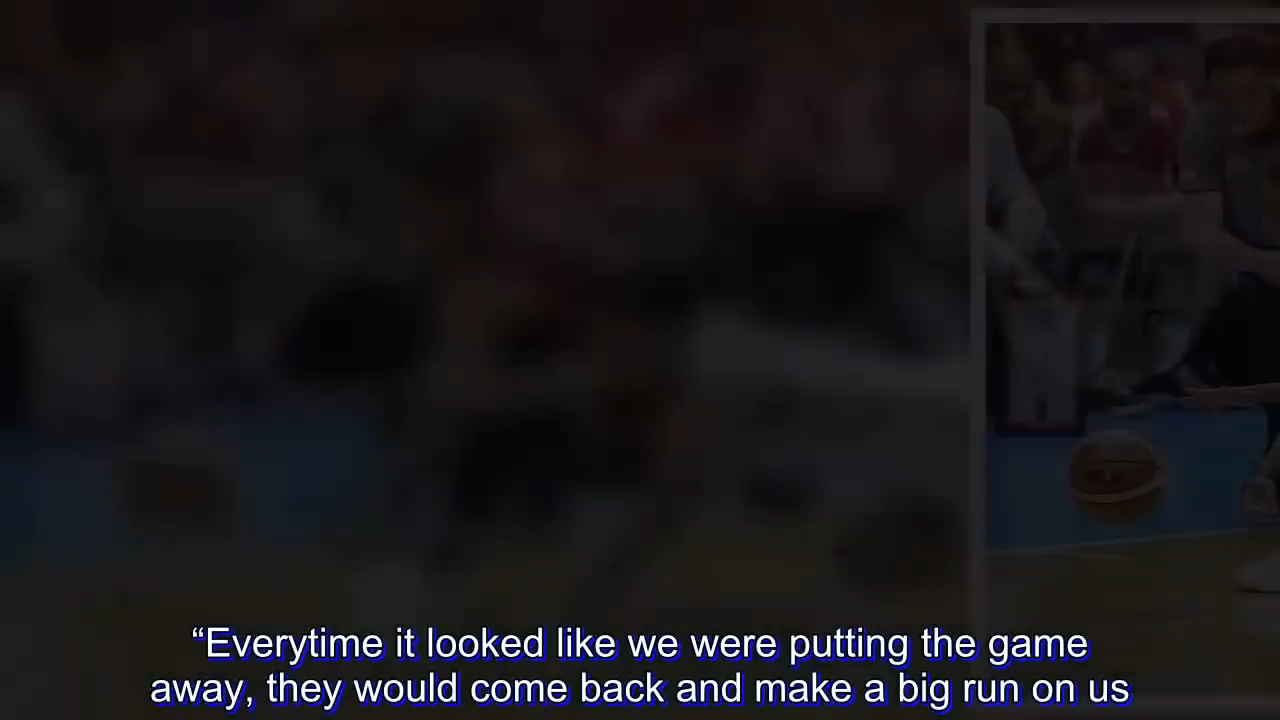 “Everytime it looked like we were putting the game
away, they would come back and make a big run on us